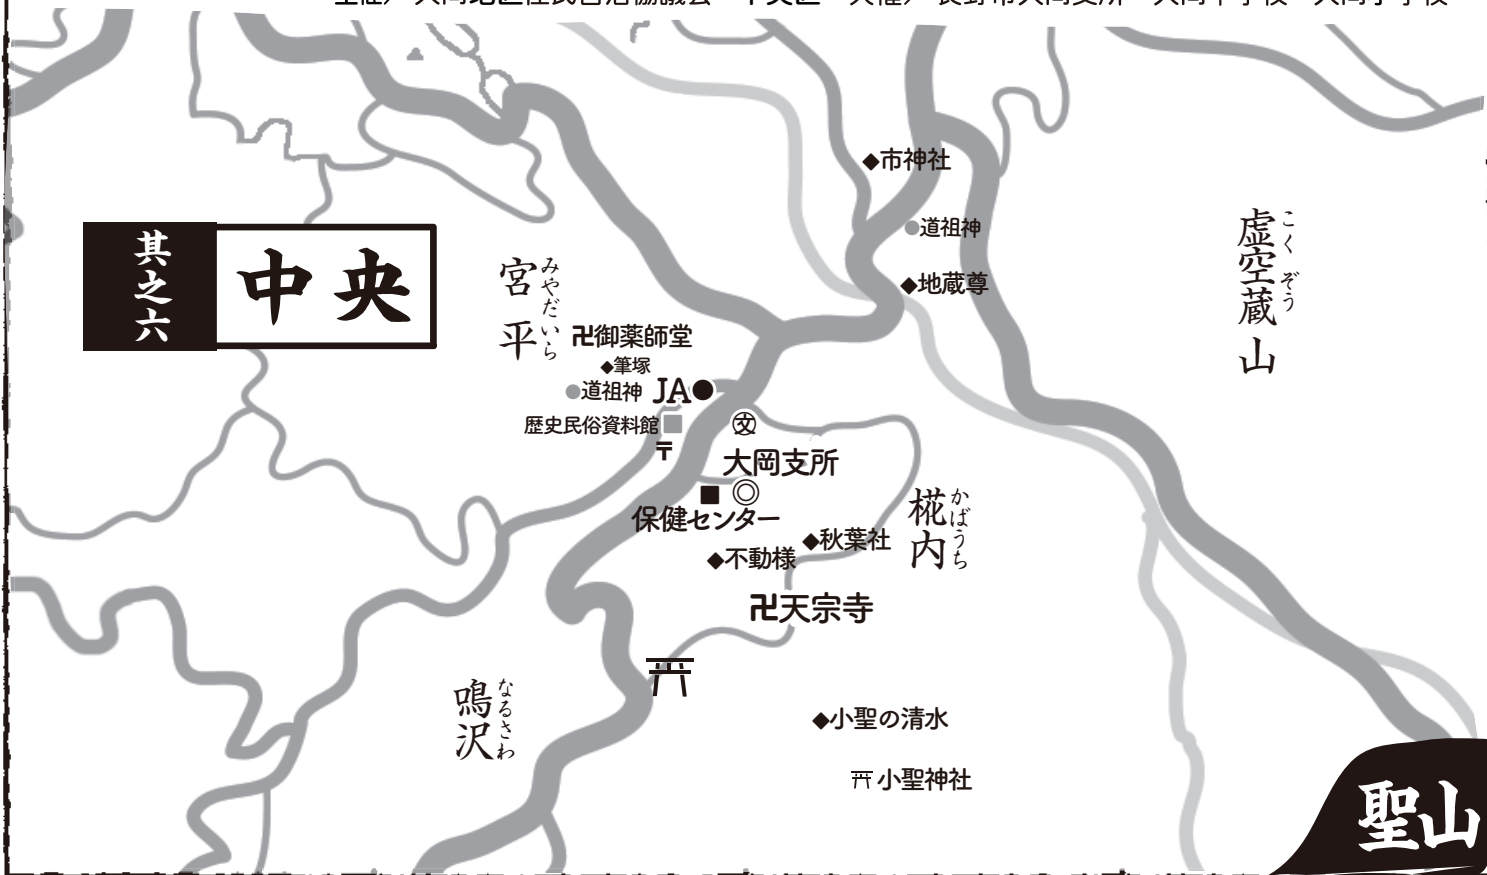 市神社
道祖神
地蔵尊
こくぞう
虚空蔵山
其之六
中央
みやだいら
宮平
卍御薬師堂
筆塚
道祖神
JA
歴史民俗資料館
〒
文
大岡支所
保健センター
かばうち
椛内
秋葉社
不動様
卍天宗寺
なるさわ
鳴沢
小聖の清水
小聖神社
聖山